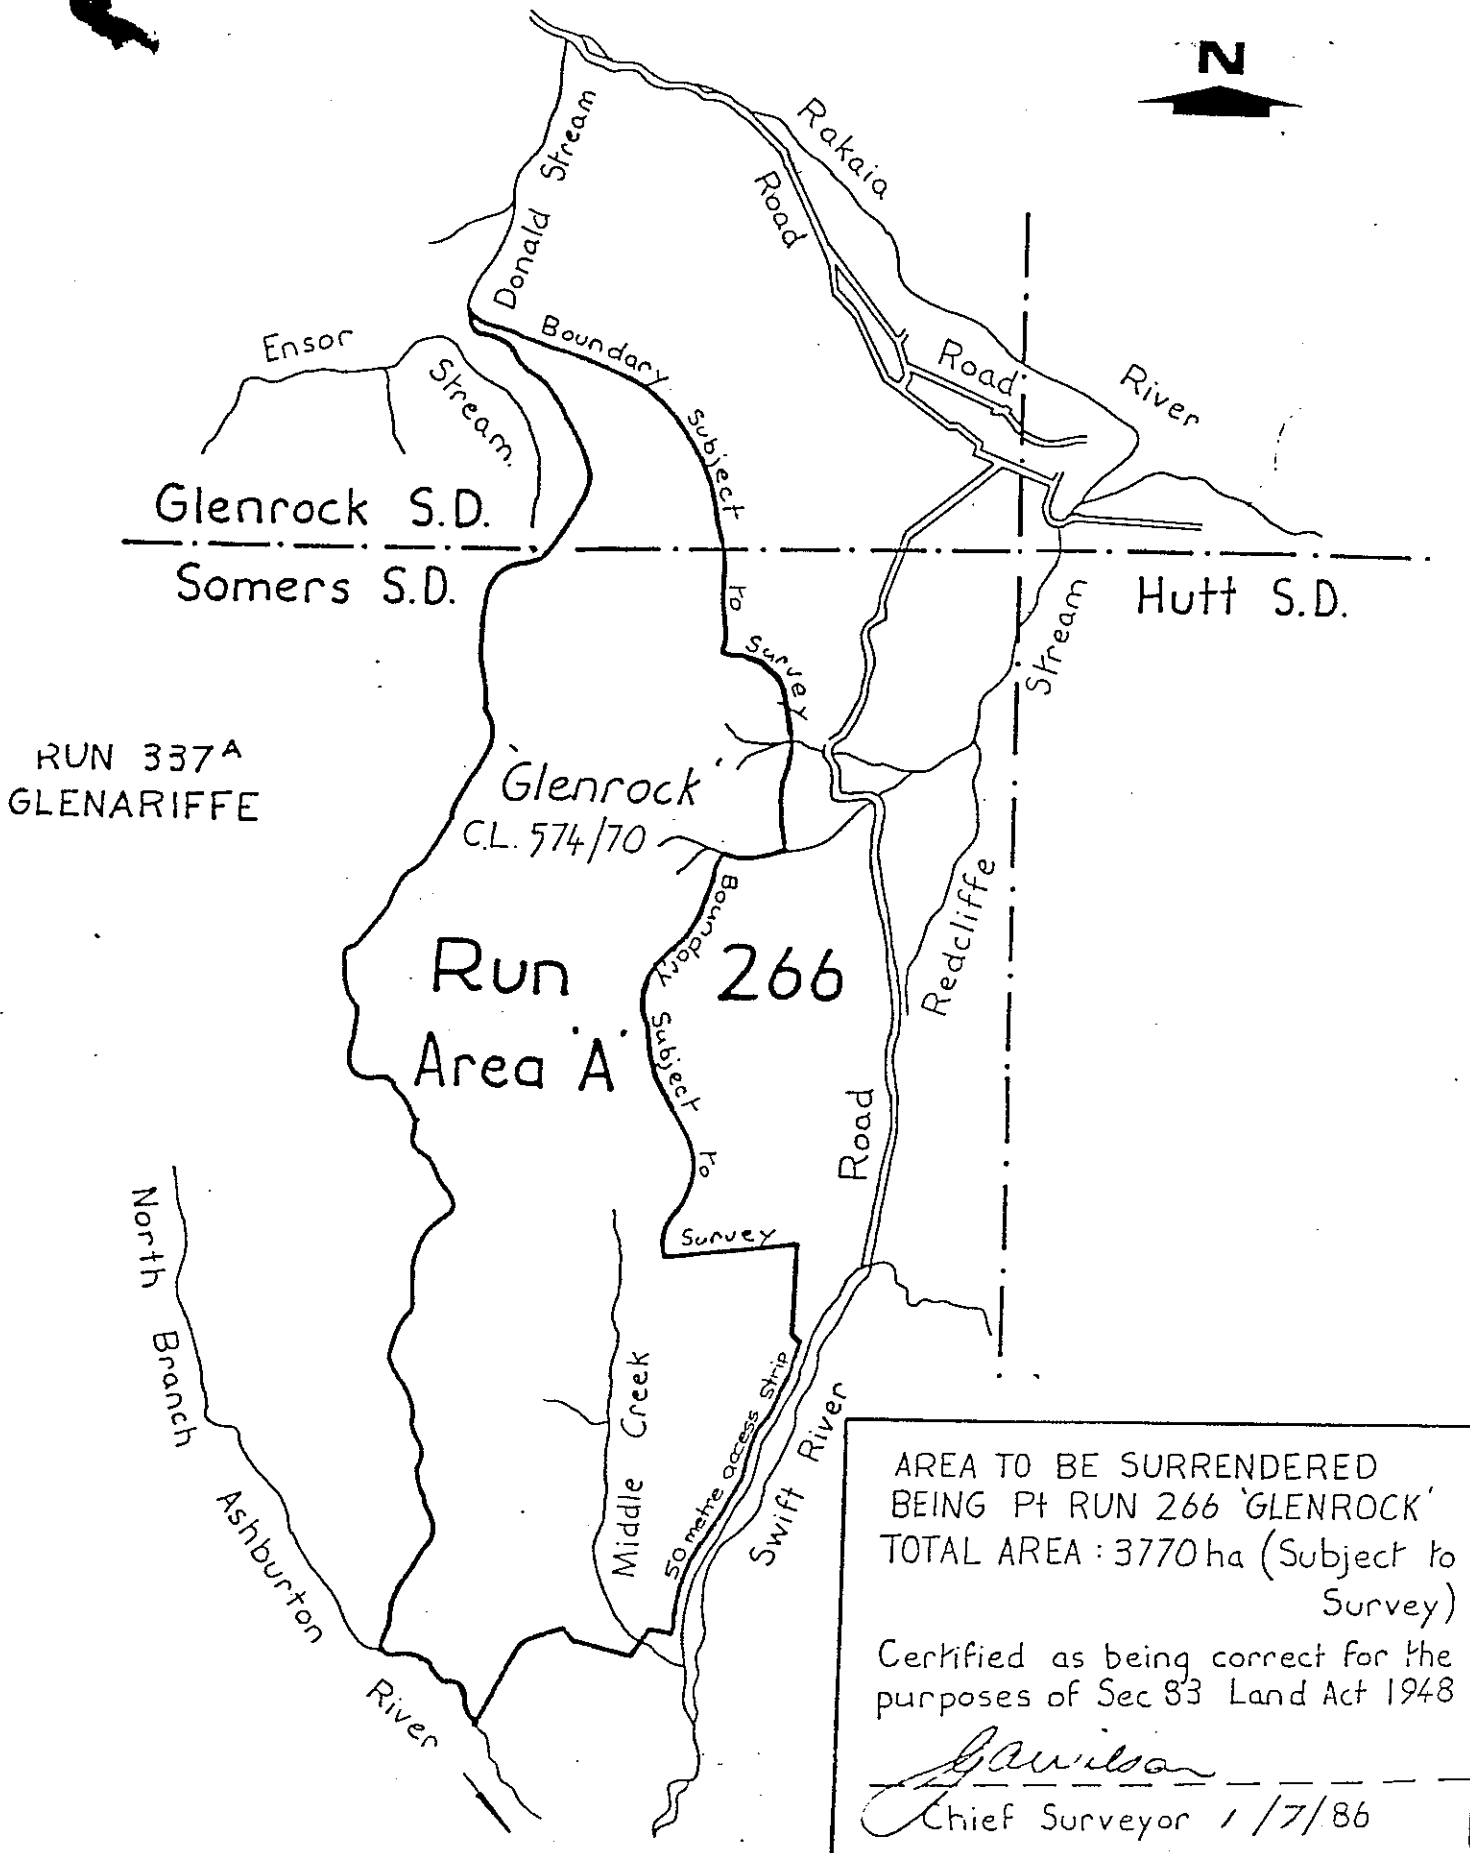 N
Rakaia
Road
Donald Stream
Boundary Subject to Survey
Ensor
Stream.
Road
River
Glenrock S.D.
Somers S.D.
Hutt S.D.
Stream
RUN 337A
GLENARIFFE
'Glenrock'
C.L. 574/70
Boundary Subject to Survey
Redcliffe
Run 266
Area 'A'
Road
North Branch Ashburton River
Middle Creek
50 metre access strip
Swift River
AREA TO BE SURRENDERED
BEING Pt RUN 266 'GLENROCK'
TOTAL AREA : 3770 ha (Subject to
Survey)
Certified as being correct for the
purposes of Sec 83 Land Act 1948
GAWilson
Chief Surveyor 1/7/86